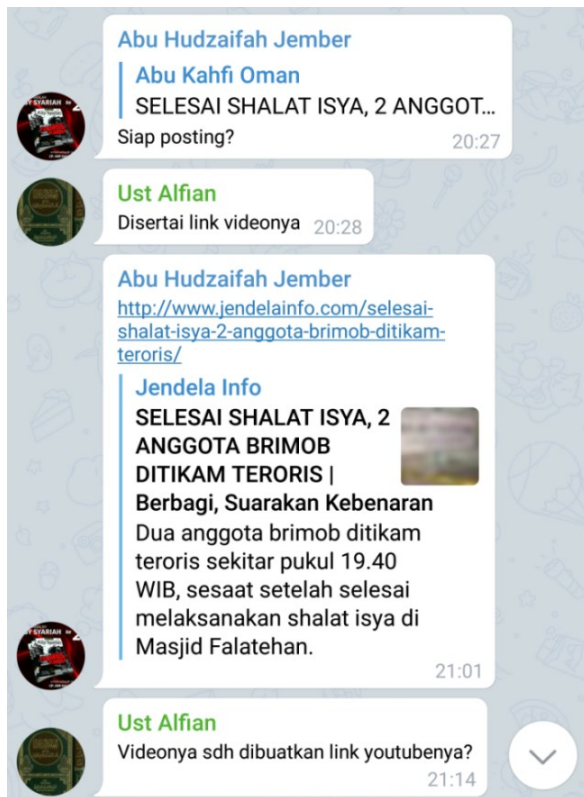 Abu Hudzaifah Jember
Abu Kahfi Oman
SELESAI SHALAT ISYA, 2 ANGGOT...
Siap posting?
20:27
Ust Alfian
Disertai link videonya 20:28
Abu Hudzaifah Jember
http://www.jendelainfo.com/selesai-
shalat-isya-2-anggota-brimob-ditikam-
teroris/
Jendela Info
SELESAI SHALAT ISYA, 2
ANGGOTA BRIMOB
DITIKAM TERORIS |
Berbagi, Suarakan Kebenaran
Dua anggota brimob ditikam
teroris sekitar pukul 19.40
WIB, sesaat setelah selesai
melaksanakan shalat isya di
Masjid Falatehan.
21:01
Ust Alfian
Videonya sdh dibuatkan link youtubenya?
21:14